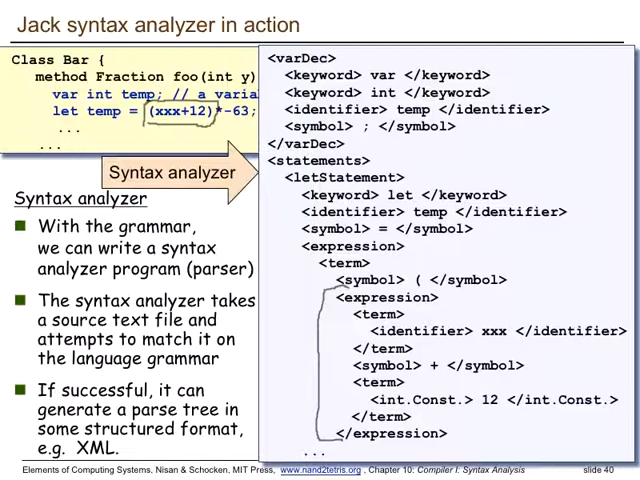 Jack syntax analyzer in action
Class Bar {
method Fraction foo(int y)
var int temp; // a varia
let temp = (xxx+12)*-63;
...
...
Syntax analyzer
Syntax analyzer
With the grammar,
we can write a syntax
analyzer program (parser)
The syntax analyzer takes
a source text file and
attempts to match it on
the language grammar
If successful, it can
generate a parse tree in
some structured format,
e.g. XML.
<varDec>
<keyword> var </keyword>
<keyword> int </keyword>
<identifier> temp </identifier>
<symbol> ; </symbol>
</varDec>
<statements>
<letStatement>
<keyword> let </keyword>
<identifier> temp </identifier>
<symbol> = </symbol>
<expression>
<term>
<symbol> ( </symbol>
<expression>
<term>
<identifier> xxx </identifier>
</term>
<symbol> + </symbol>
<term>
<int.Const.> 12 </int.Const.>
</term>
</expression>
...
Elements of Computing Systems, Nisan & Schocken, MIT Press, www.nand2tetris.org , Chapter 10: Compiler I: Syntax Analysis slide 40